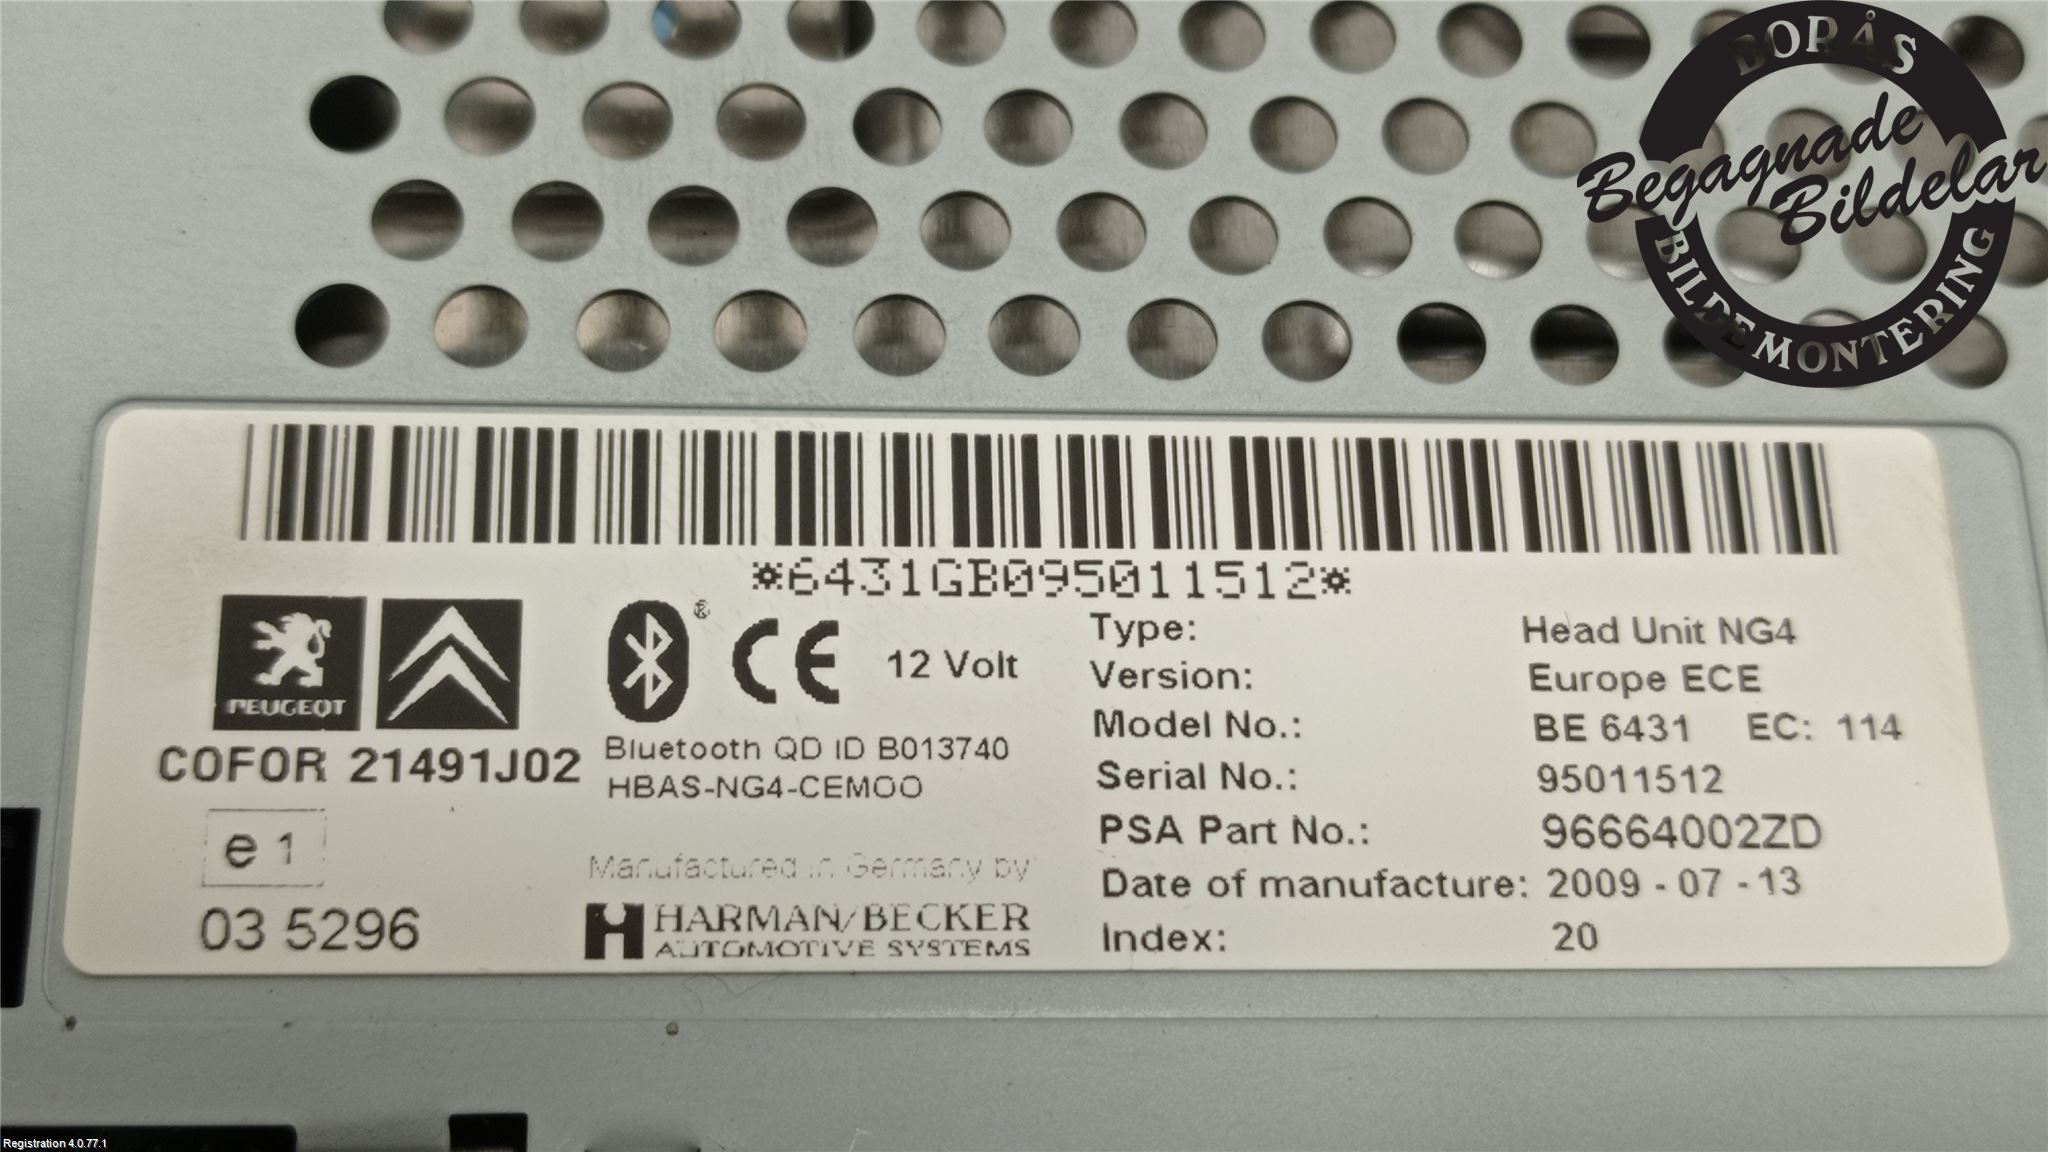 BORÅS
Begagnade
Bildelar
BILDEMONTERING
*6431GB095011512*
PEUGEOT
®
CE
12 Volt
COFOR 21491J02
Bluetooth QD ID B013740
HBAS-NG4-CEMOO
e 1
03 5296
Manufactured in Germany by:
HARMAN/BECKER
AUTOMOTIVE SYSTEMS
Type: Head Unit NG4
Version: Europe ECE
Model No.: BE 6431 EC: 114
Serial No.: 95011512
PSA Part No.: 96664002ZD
Date of manufacture: 2009 - 07 - 13
Index: 20
Registration 4.0.77.1